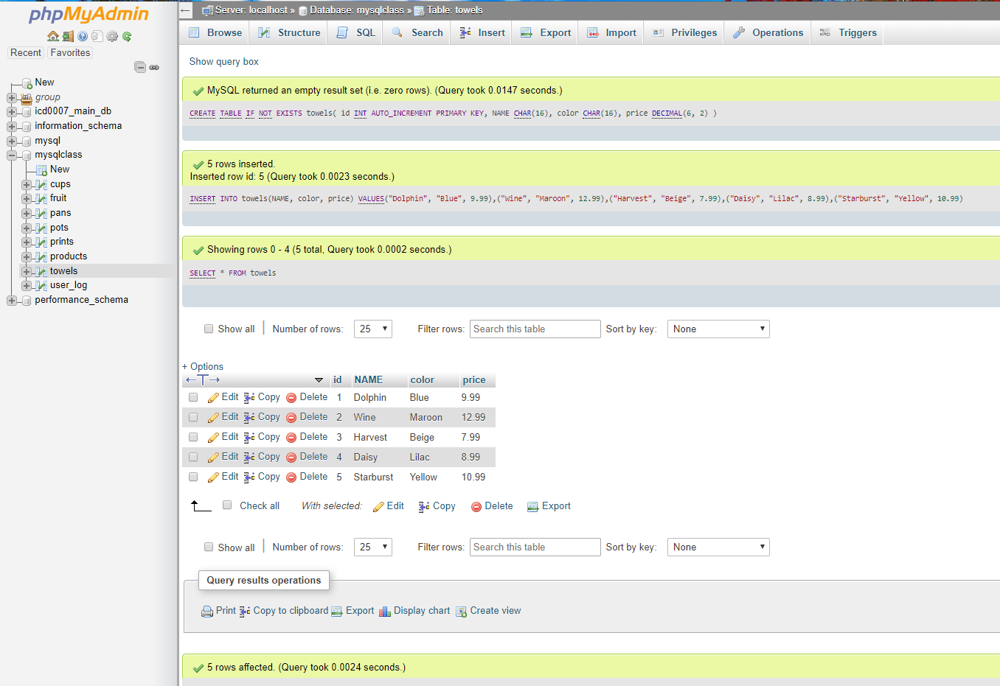 phpMyAdmin
Recent Favorites
New
group
icd0007_main_db
information_schema
mysql
mysqlclass
New
cups
fruit
pans
pots
prints
products
towels
user_log
performance_schema
Server: localhost » Database: mysqlclass » Table: towels
Browse Structure SQL Search Insert Export Import Privileges Operations Triggers
Show query box
MySQL returned an empty result set (i.e. zero rows). (Query took 0.0147 seconds.)
CREATE TABLE IF NOT EXISTS towels( id INT AUTO_INCREMENT PRIMARY KEY, NAME CHAR(16), color CHAR(16), price DECIMAL(6, 2) )
5 rows inserted.
Inserted row id: 5 (Query took 0.0023 seconds.)
INSERT INTO towels(NAME, color, price) VALUES("Dolphin", "Blue", 9.99),("Wine", "Maroon", 12.99),("Harvest", "Beige", 7.99),("Daisy", "Lilac", 8.99),("Starburst", "Yellow", 10.99)
Showing rows 0 - 4 (5 total, Query took 0.0002 seconds.)
SELECT * FROM towels
Show all Number of rows: 25 Filter rows: Search this table Sort by key: None
+ Options
id NAME color price
Edit Copy Delete 1 Dolphin Blue 9.99
Edit Copy Delete 2 Wine Maroon 12.99
Edit Copy Delete 3 Harvest Beige 7.99
Edit Copy Delete 4 Daisy Lilac 8.99
Edit Copy Delete 5 Starburst Yellow 10.99
Check all With selected: Edit Copy Delete Export
Show all Number of rows: 25 Filter rows: Search this table Sort by key: None
Query results operations
Print Copy to clipboard Export Display chart Create view
5 rows affected. (Query took 0.0024 seconds.)